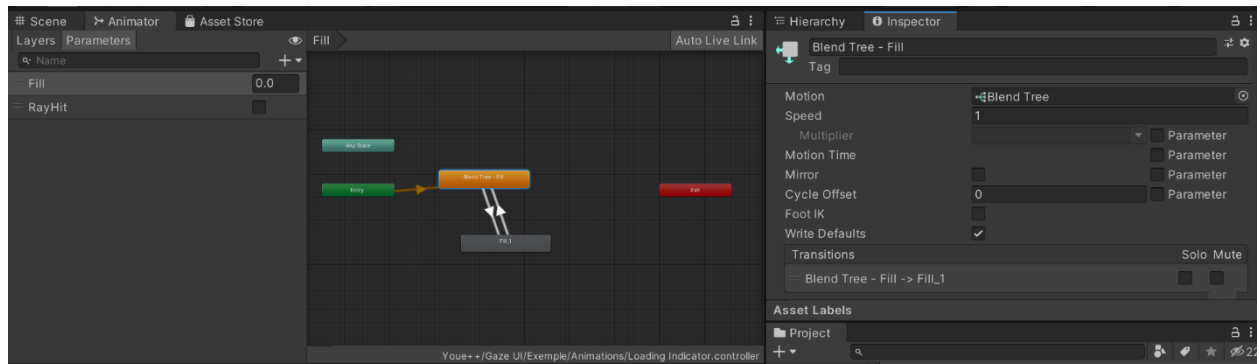 Scene Animator Asset Store
Layers Parameters
Name
Fill 0.0
RayHit
Fill Auto Live Link
Any State
Entry
Blend Tree - Fill
Exit
Fill_1
Youe++/Gaze UI/Exemple/Animations/Loading Indicator.controller
Hierarchy Inspector
Blend Tree - Fill
Tag
Motion Blend Tree
Speed 1
Multiplier Parameter
Motion Time Parameter
Mirror Parameter
Cycle Offset 0 Parameter
Foot IK
Write Defaults
Transitions Solo Mute
Blend Tree - Fill -> Fill_1
Asset Labels
Project